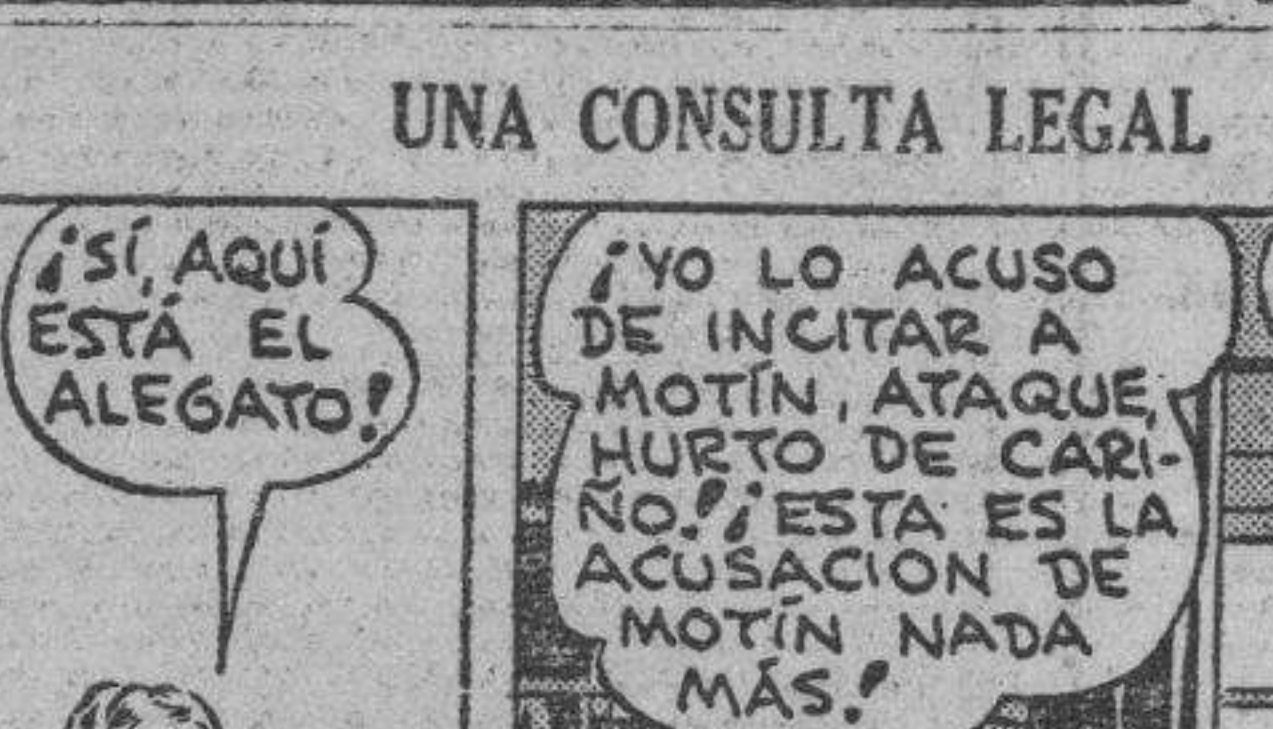 UNA CONSULTA LEGAL
¡SÍ, AQUÍ
ESTÁ EL
ALEGATO!
¡YO LO ACUSO
DE INCITAR A
MOTÍN, ATAQUE,
HURTO DE CARI-
ÑO! ¡ESTA ES LA
ACUSACION DE
MOTÍN NADA
MÁS!